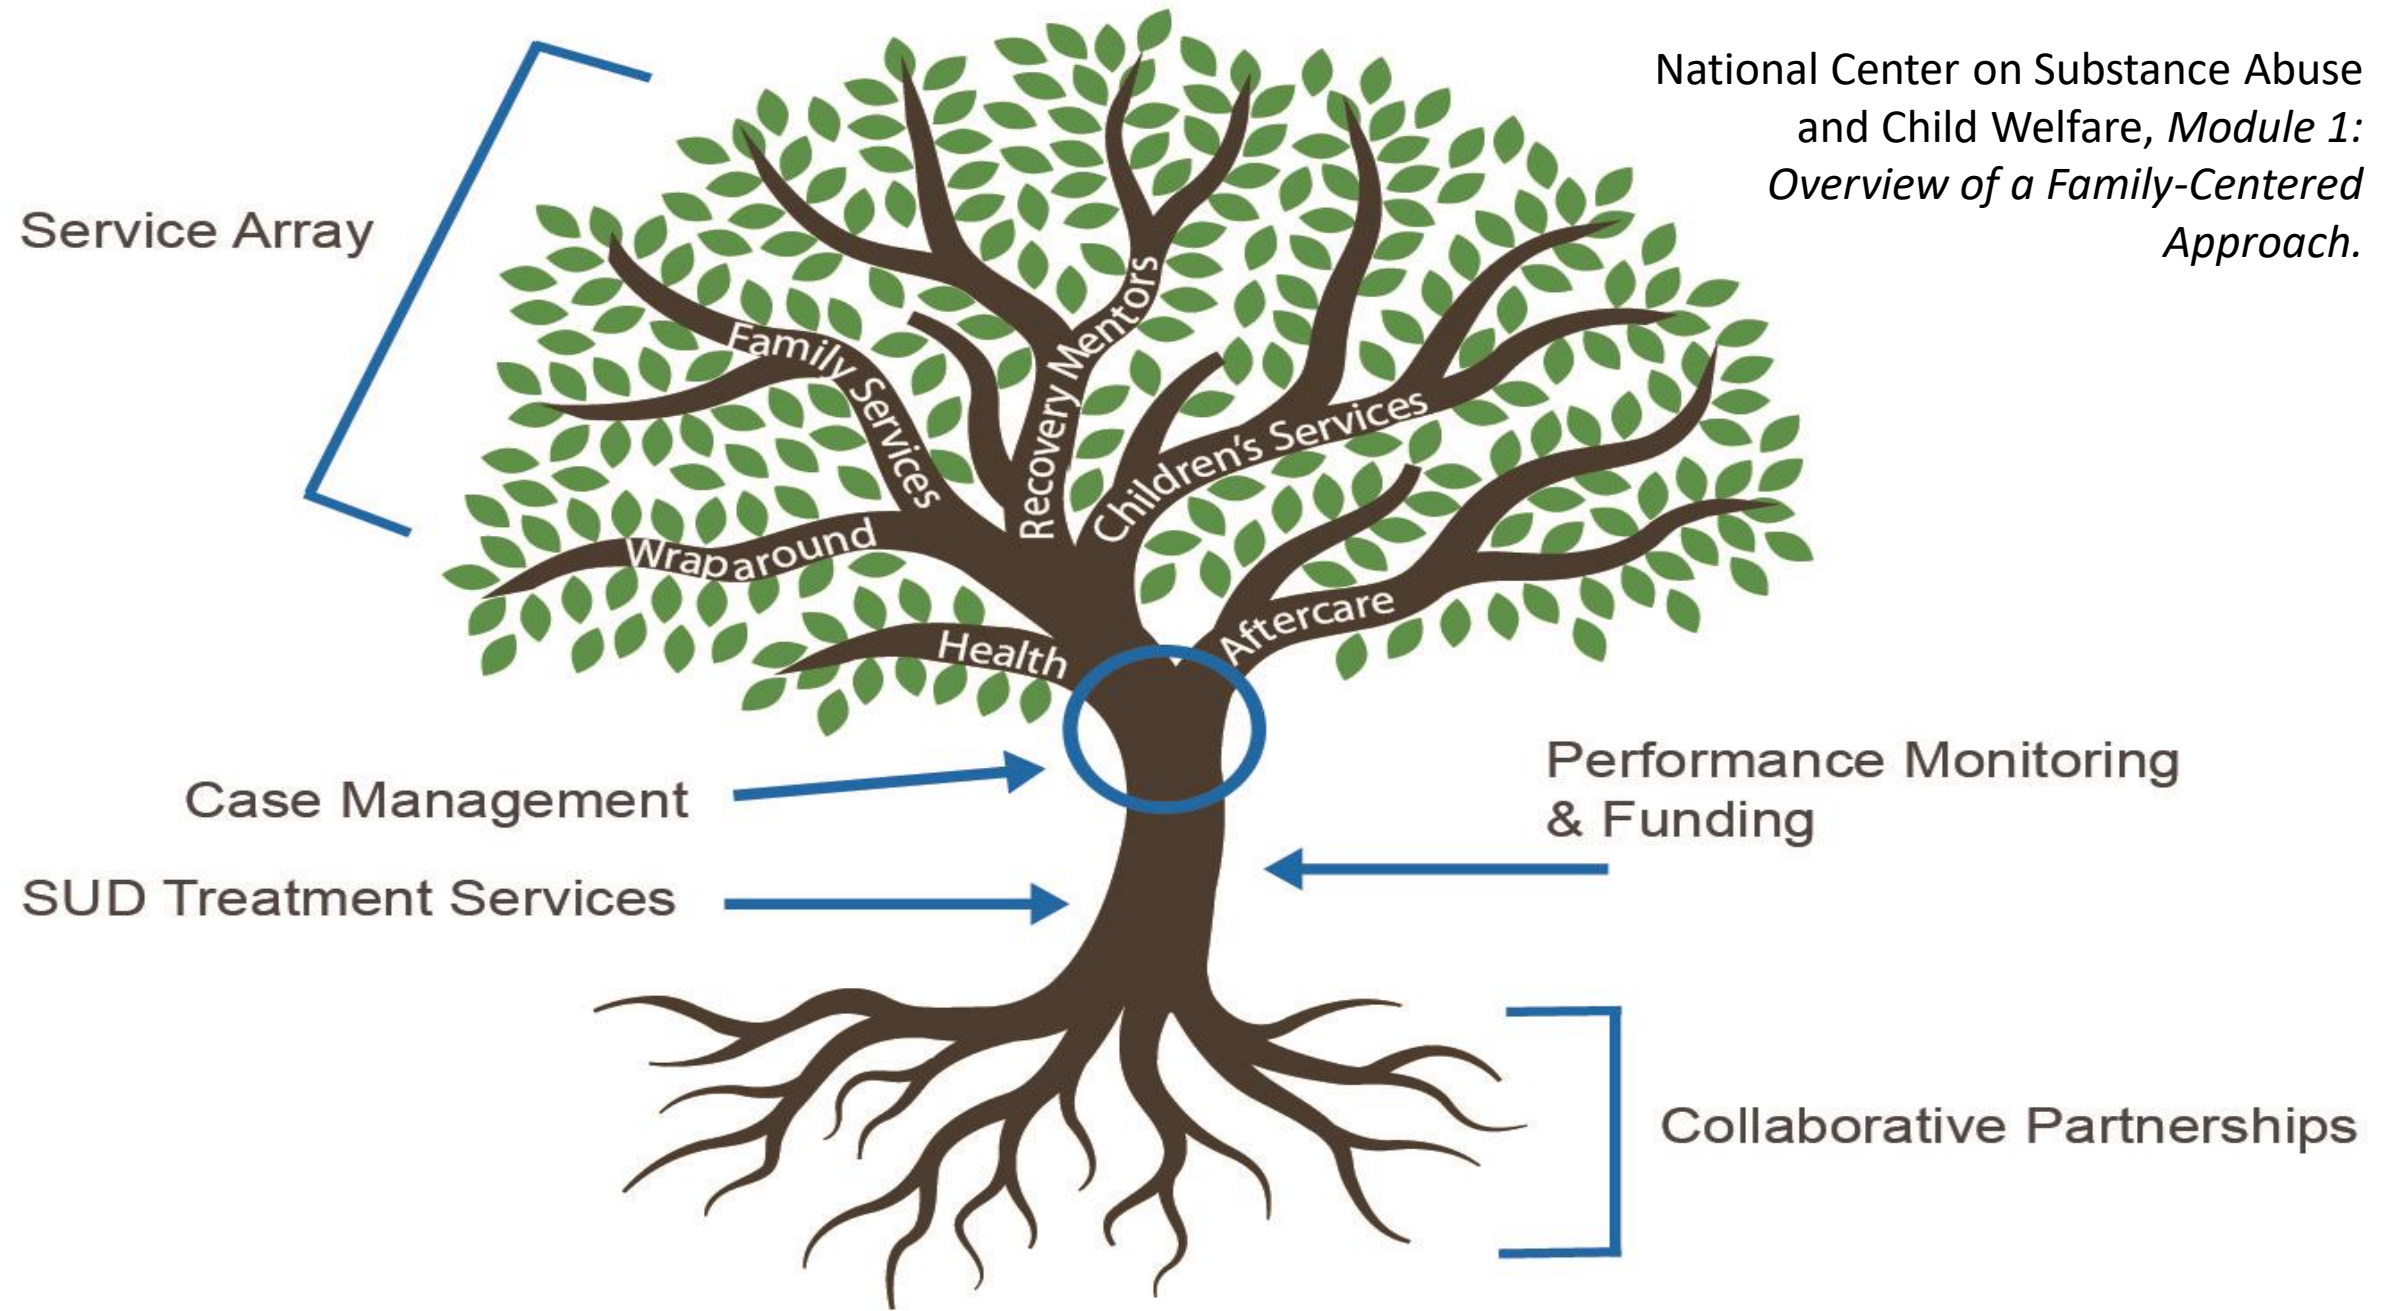 National Center on Substance Abuse
and Child Welfare, Module 1:
Overview of a Family-Centered
Approach.
Service Array
Family Services
Recovery Mentors
Children's Services
Wraparound
Health
Aftercare
Case Management
Performance Monitoring
& Funding
SUD Treatment Services
Collaborative Partnerships